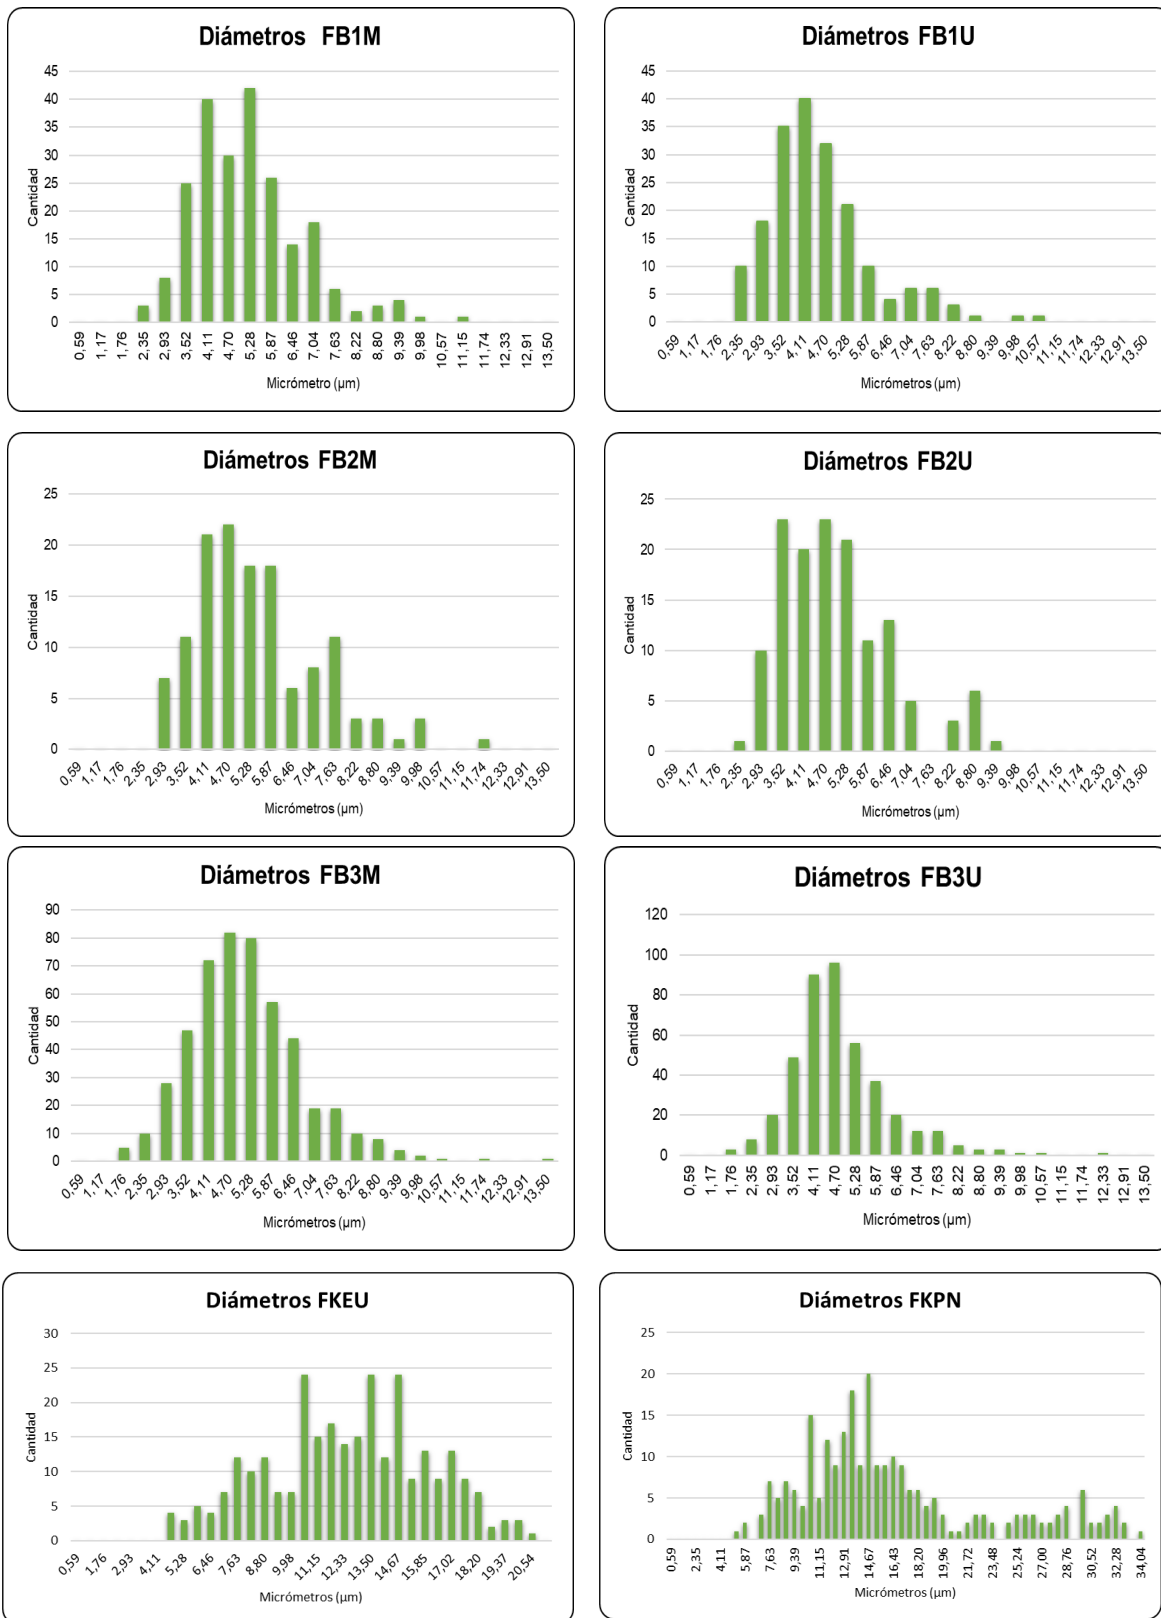 Diámetros FB1M
45
40
35
30
25
20
15
10
5
0
Cantidad
0,59 1,17 1,76 2,35 2,93 3,52 4,11 4,70 5,28 5,87 6,46 7,04 7,63 8,22 8,80 9,39 9,98 10,57 11,15 11,74 12,33 12,91 13,50
Micrómetro (µm)
Diámetros FB1U
45
40
35
30
25
20
15
10
5
0
Cantidad
0,59 1,17 1,76 2,35 2,93 3,52 4,11 4,70 5,28 5,87 6,46 7,04 7,63 8,22 8,80 9,39 9,98 10,57 11,15 11,74 12,33 12,91 13,50
Micrómetros (µm)
Diámetros FB2M
25
20
15
10
5
0
Cantidad
0,59 1,17 1,76 2,35 2,93 3,52 4,11 4,70 5,28 5,87 6,46 7,04 7,63 8,22 8,80 9,39 9,98 10,57 11,15 11,74 12,33 12,91 13,50
Micrómetros (µm)
Diámetros FB2U
25
20
15
10
5
0
Cantidad
0,59 1,17 1,76 2,35 2,93 3,52 4,11 4,70 5,28 5,87 6,46 7,04 7,63 8,22 8,80 9,39 9,98 10,57 11,15 11,74 12,33 12,91 13,50
Micrómetros (µm)
Diámetros FB3M
90
80
70
60
50
40
30
20
10
0
Cantidad
0,59 1,17 1,76 2,35 2,93 3,52 4,11 4,70 5,28 5,87 6,46 7,04 7,63 8,22 8,80 9,39 9,98 10,57 11,15 11,74 12,33 12,91 13,50
Micrómetros (µm)
Diámetros FB3U
120
100
80
60
40
20
0
Cantidad
0,59 1,17 1,76 2,35 2,93 3,52 4,11 4,70 5,28 5,87 6,46 7,04 7,63 8,22 8,80 9,39 9,98 10,57 11,15 11,74 12,33 12,91 13,50
Micrómetros (µm)
Diámetros FKEU
30
25
20
15
10
5
0
Cantidad
0,59 1,76 2,93 4,11 5,28 6,46 7,63 8,80 9,98 11,15 12,33 13,50 14,67 15,85 17,02 18,20 19,37 20,54
Micrómetros (µm)
Diámetros FKPN
25
20
15
10
5
0
Cantidad
0,59 2,35 4,11 5,87 7,63 9,39 11,15 12,91 14,67 16,43 18,20 19,96 21,72 23,48 25,24 27,00 28,76 30,52 32,28 34,04
Micrómetros (µm)